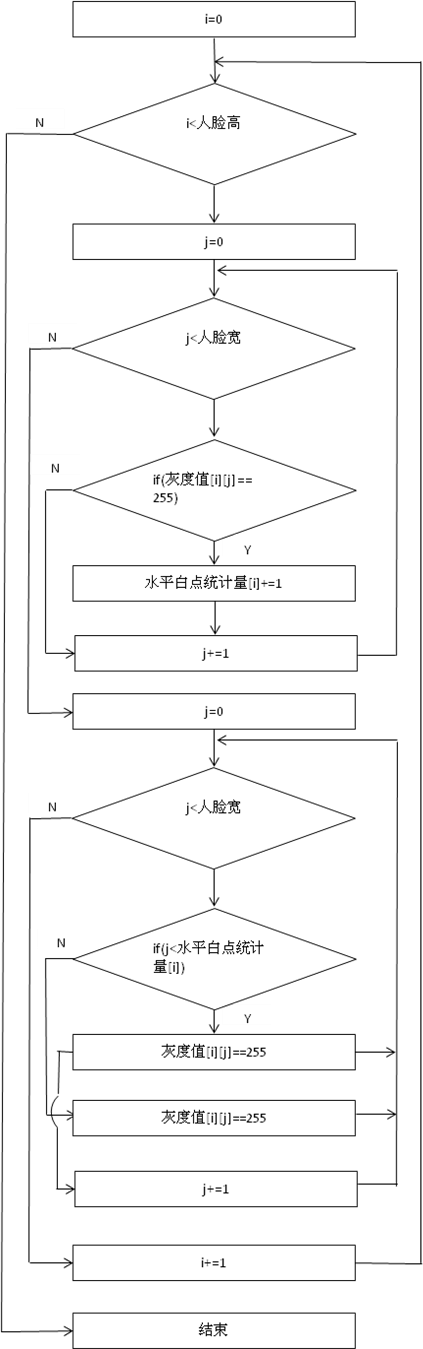 i=0
N
i<人脸高
j=0
N
j<人脸宽
N
if(灰度值[i][j]==
255)
Y
水平白点统计量[i]+=1
j+=1
j=0
N
j<人脸宽
N
if(j<水平白点统计
量[i])
Y
灰度值[i][j]==255
灰度值[i][j]==255
j+=1
i+=1
结束